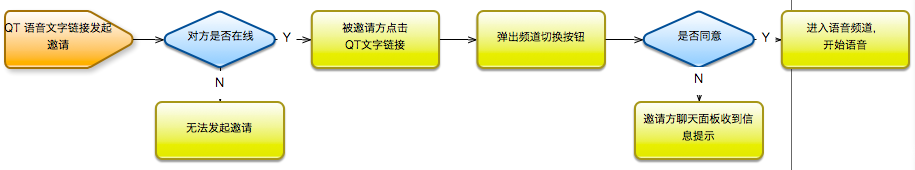 QT 语音文字链接发起
邀请
对方是否在线
Y
被邀请方点击
QT文字链接
弹出频道切换按钮
是否同意
Y
进入语音频道,
开始语音
N
无法发起邀请
N
邀请方聊天面板收到信
息提示